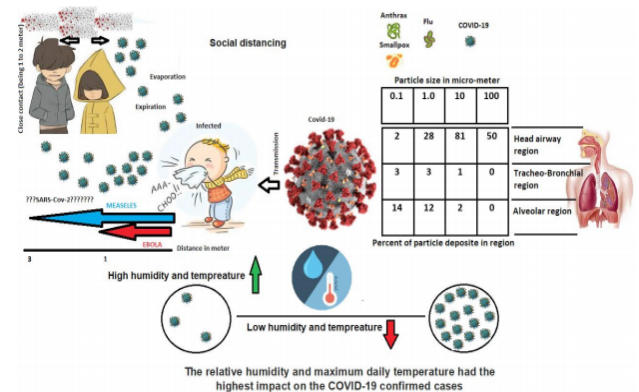 Anthrax
Flu
COVID-19
Smallpox
Social distancing
Close contact (being 1 to 2 meter)
Evaporation
Expiration
Particle size in micro-meter
0.1 1.0 10 100
2 28 81 50 Head airway region
3 3 1 0 Tracheo-Bronchial region
14 12 2 0 Alveolar region
Percent of particle deposite in region
Infected
Covid-19
Transmission
AAA-
CHOO!!
???SARS-Cov-2???????
MEASELES
EBOLA
Distance in meter
3 1
High humidity and tempreature
Low humidity and tempreature
The relative humidity and maximum daily temperature had the
highest impact on the COVID-19 confirmed cases